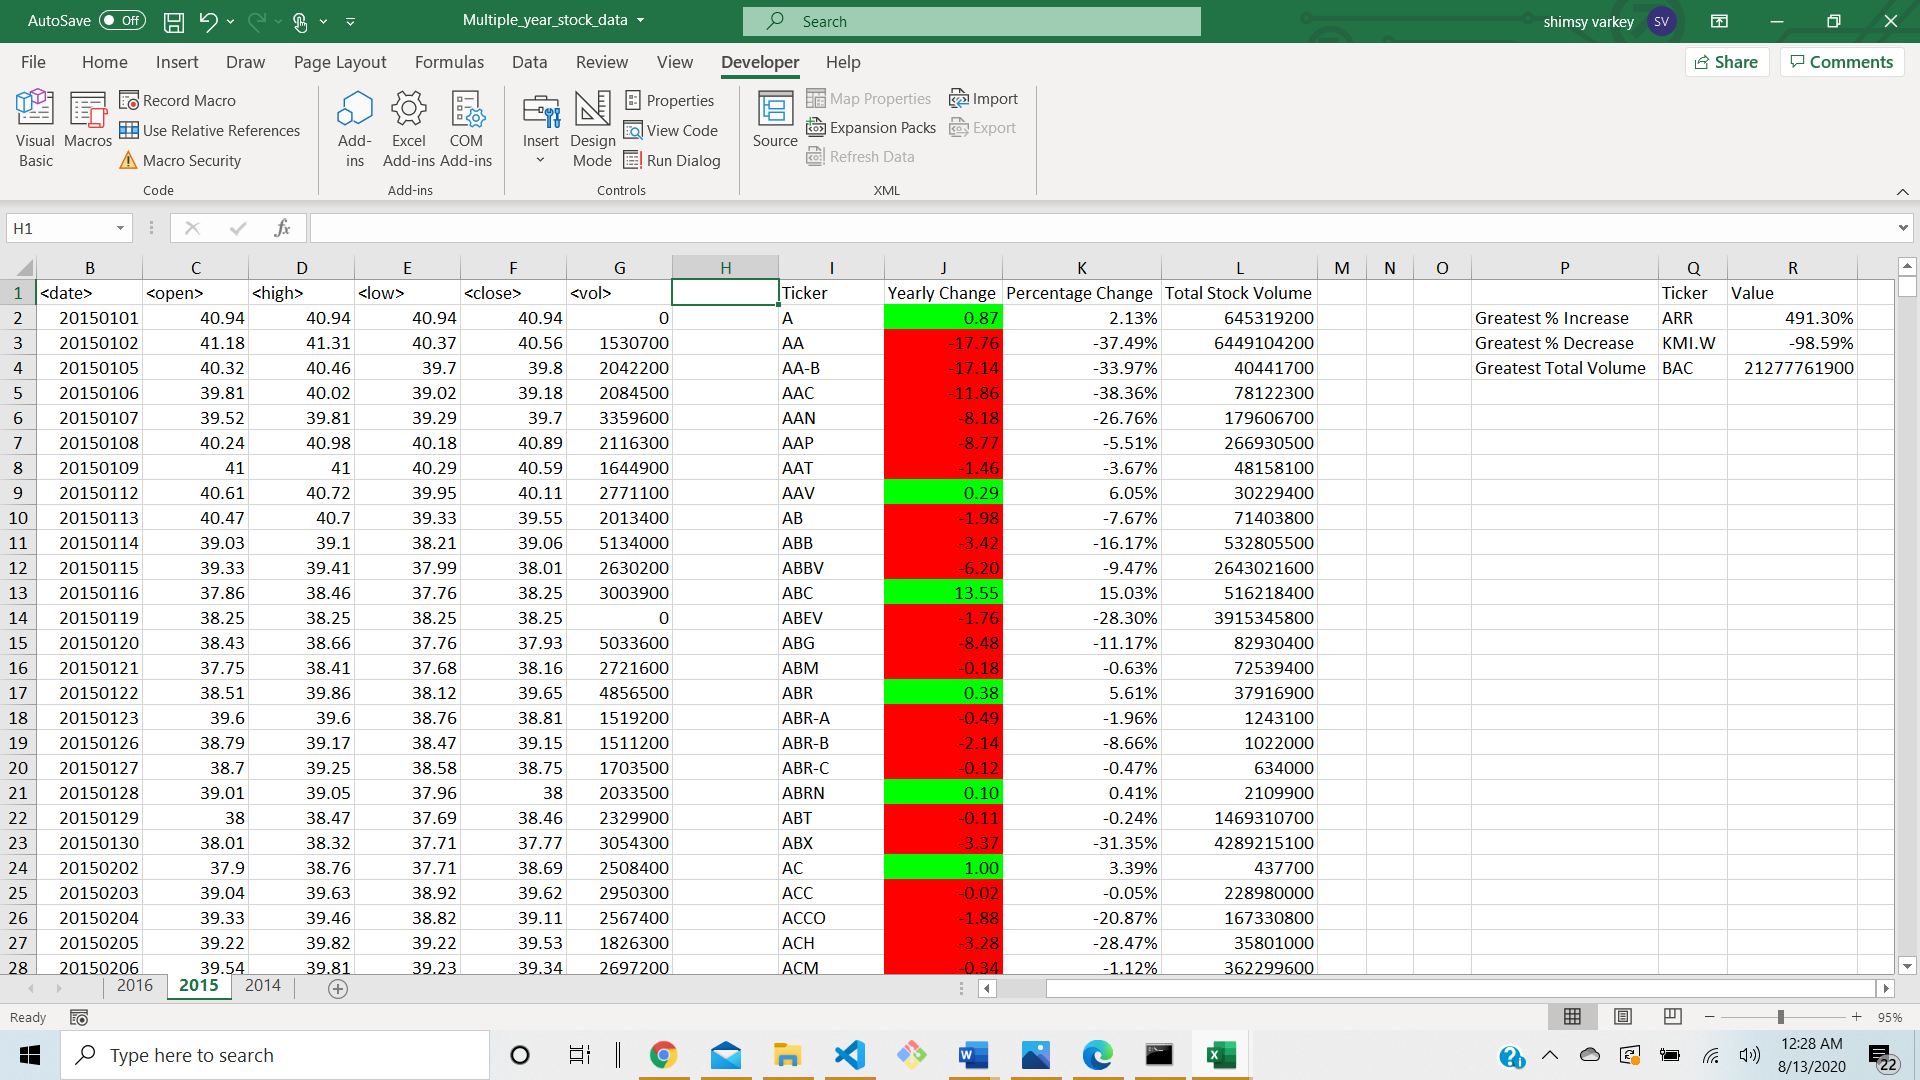 AutoSave Off Multiple_year_stock_data Search shimsy varkey SV
File Home Insert Draw Page Layout Formulas Data Review View Developer Help Share Comments
Visual Basic Macros Record Macro Use Relative References Macro Security Code
Add-ins Excel Add-ins COM Add-ins Add-ins
Insert Design Mode Properties View Code Run Dialog Controls
Source Map Properties Expansion Packs Refresh Data Import Export XML
H1 fx
B C D E F G H I J K L M N O P Q R
1 <date> <open> <high> <low> <close> <vol> Ticker Yearly Change Percentage Change Total Stock Volume Ticker Value
2 20150101 40.94 40.94 40.94 40.94 0 A 0.87 2.13% 645319200 Greatest % Increase ARR 491.30%
3 20150102 41.18 41.31 40.37 40.56 1530700 AA -17.76 -37.49% 6449104200 Greatest % Decrease KMI.W -98.59%
4 20150105 40.32 40.46 39.7 39.8 2042200 AA-B -17.14 -33.97% 40441700 Greatest Total Volume BAC 21277761900
5 20150106 39.81 40.02 39.02 39.18 2084500 AAC -11.86 -38.36% 78122300
6 20150107 39.52 39.81 39.29 39.7 3359600 AAN -8.18 -26.76% 179606700
7 20150108 40.24 40.98 40.18 40.89 2116300 AAP -8.77 -5.51% 266930500
8 20150109 41 41 40.29 40.59 1644900 AAT -1.46 -3.67% 48158100
9 20150112 40.61 40.72 39.95 40.11 2771100 AAV 0.29 6.05% 30229400
10 20150113 40.47 40.7 39.33 39.55 2013400 AB -1.98 -7.67% 71403800
11 20150114 39.03 39.1 38.21 39.06 5134000 ABB -3.42 -16.17% 532805500
12 20150115 39.33 39.41 37.99 38.01 2630200 ABBV -6.20 -9.47% 2643021600
13 20150116 37.86 38.46 37.76 38.25 3003900 ABC 13.55 15.03% 516218400
14 20150119 38.25 38.25 38.25 38.25 0 ABEV -1.76 -28.30% 3915345800
15 20150120 38.43 38.66 37.76 37.93 5033600 ABG -8.48 -11.17% 82930400
16 20150121 37.75 38.41 37.68 38.16 2721600 ABM -0.18 -0.63% 72539400
17 20150122 38.51 39.86 38.12 39.65 4856500 ABR 0.38 5.61% 37916900
18 20150123 39.6 39.6 38.76 38.81 1519200 ABR-A -0.49 -1.96% 1243100
19 20150126 38.79 39.17 38.47 39.15 1511200 ABR-B -2.14 -8.66% 1022000
20 20150127 38.7 39.25 38.58 38.75 1703500 ABR-C -0.12 -0.47% 634000
21 20150128 39.01 39.05 37.96 38 2033500 ABRN 0.10 0.41% 2109900
22 20150129 38 38.47 37.69 38.46 2329900 ABT -0.11 -0.24% 1469310700
23 20150130 38.01 38.32 37.71 37.77 3054300 ABX -3.37 -31.35% 4289215100
24 20150202 37.9 38.76 37.71 38.69 2508400 AC 1.00 3.39% 437700
25 20150203 39.04 39.63 38.92 39.62 2950300 ACC -0.02 -0.05% 228980000
26 20150204 39.33 39.46 38.82 39.11 2567400 ACCO -1.88 -20.87% 167330800
27 20150205 39.22 39.82 39.22 39.53 1826300 ACH -3.28 -28.47% 35801000
28 20150206 39.54 39.81 39.23 39.34 2697200 ACM -0.34 -1.12% 362299600
2016 2015 2014
Ready 95%
Type here to search 12:28 AM
8/13/2020 22